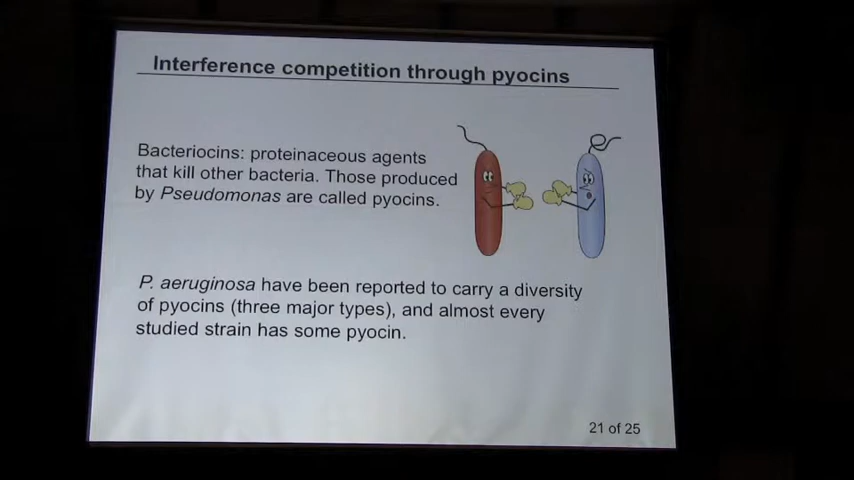 Interference competition through pyocins
Bacteriocins: proteinaceous agents
that kill other bacteria. Those produced
by Pseudomonas are called pyocins.
P. aeruginosa have been reported to carry a diversity
of pyocins (three major types), and almost every
studied strain has some pyocin.
21 of 25